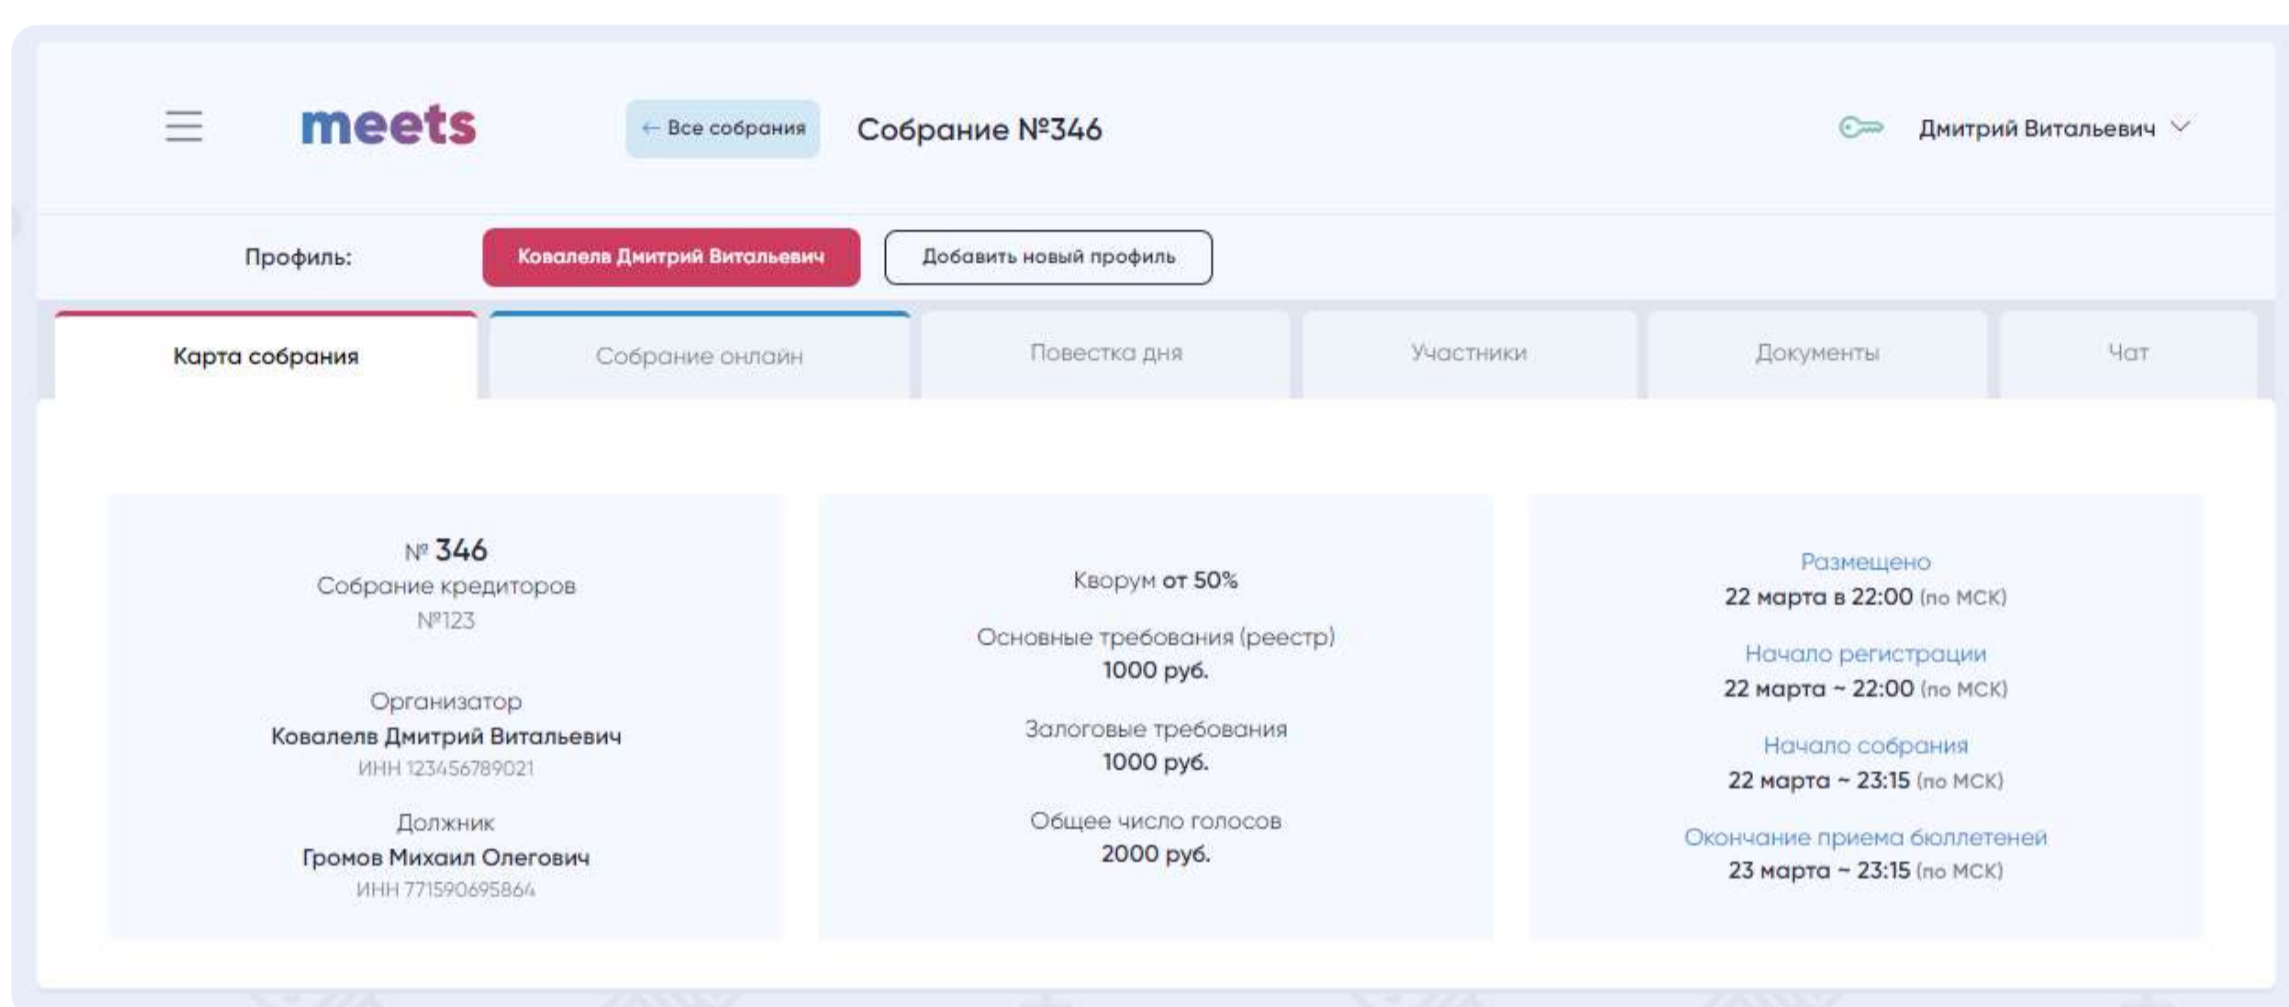 meets
← Все собрания
Собрание №346
Дмитрий Витальевич
Профиль:
Ковалелв Дмитрий Витальевич
Добавить новый профиль
Карта собрания
Собрание онлайн
Повестка дня
Участники
Документы
Чат
№ 346
Собрание кредиторов
№123
Организатор
Ковалелв Дмитрий Витальевич
ИНН 123456789021
Должник
Громов Михаил Олегович
ИНН 771590695864
Кворум от 50%
Основные требования (реестр)
1000 руб.
Залоговые требования
1000 руб.
Общее число голосов
2000 руб.
Размещено
22 марта в 22:00 (по МСК)
Начало регистрации
22 марта ~ 22:00 (по МСК)
Начало собрания
22 марта ~ 23:15 (по МСК)
Окончание приема бюллетеней
23 марта ~ 23:15 (по МСК)